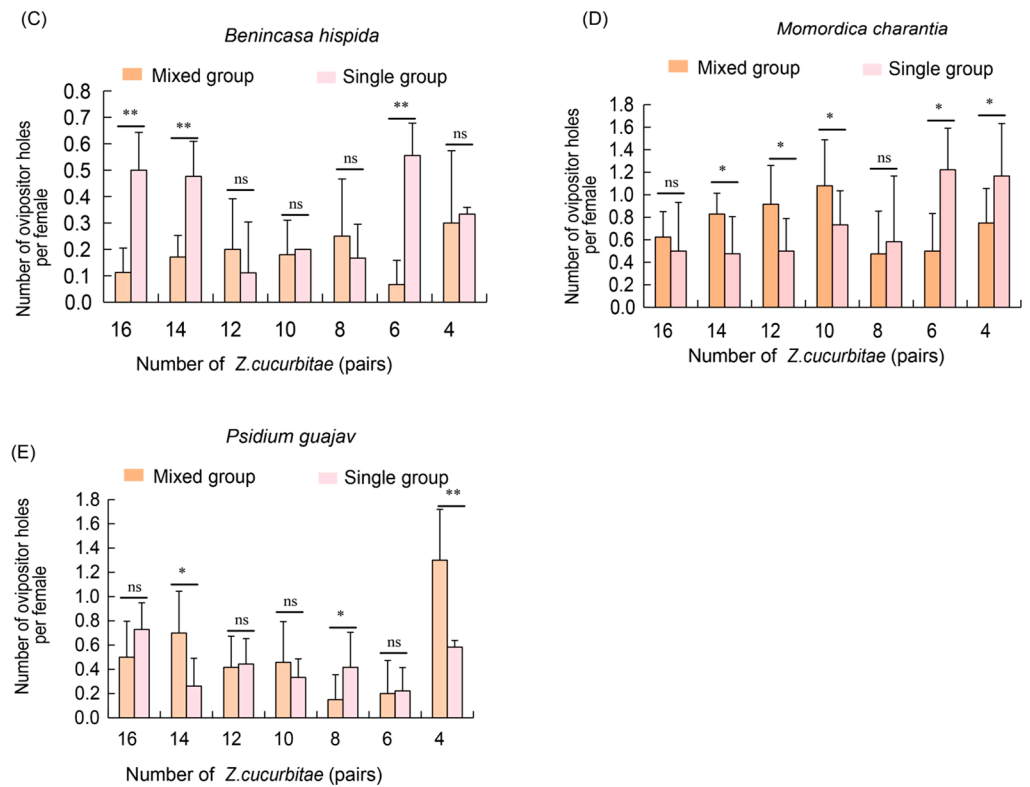 (C)
Benincasa hispida
Mixed group
Single group
Number of ovipositor holes
per female
0.8
0.7
0.6
0.5
0.4
0.3
0.2
0.1
0.0
**
**
ns
ns
ns
**
ns
16 14 12 10 8 6 4
Number of Z.cucurbitae (pairs)
(D)
Momordica charantia
Mixed group
Single group
Number of ovipositor holes
per female
1.8
1.6
1.4
1.2
1.0
0.8
0.6
0.4
0.2
0.0
ns
*
*
*
ns
*
*
16 14 12 10 8 6 4
Number of Z.cucurbitae (pairs)
(E)
Psidium guajav
Mixed group
Single group
Number of ovipositor holes
per female
1.8
1.6
1.4
1.2
1.0
0.8
0.6
0.4
0.2
0.0
ns
*
ns
ns
*
ns
**
16 14 12 10 8 6 4
Number of Z.cucurbitae (pairs)